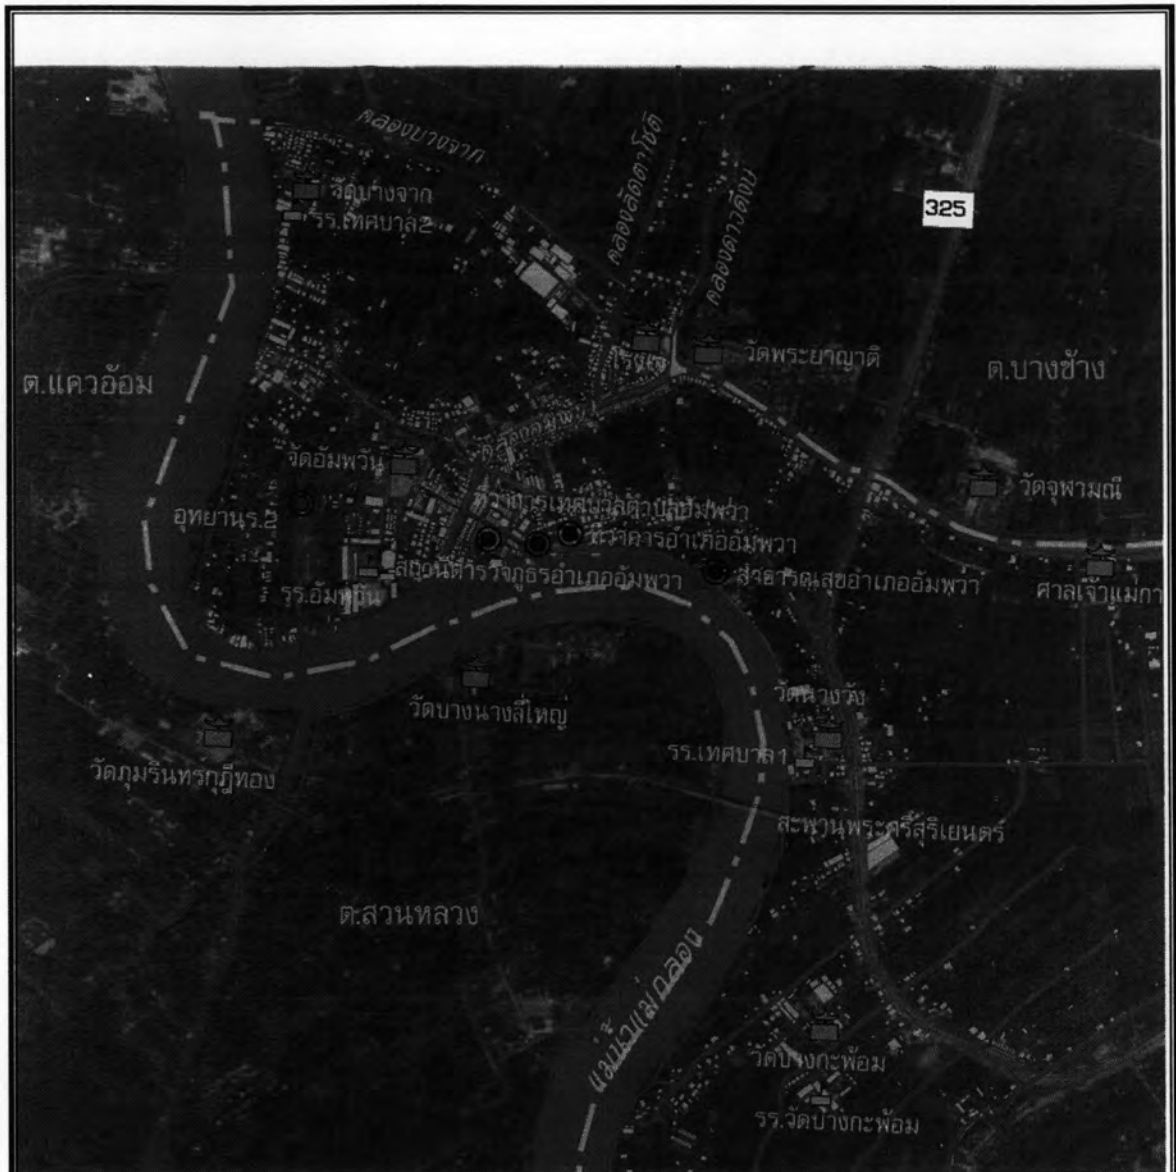 คลองบางจาก
คลองลัดตาโชติ
วัดบางจาก
รร.เทศบาล2
325
วัดพระยาญาติ
ต.แควอ้อม
ต.บางช้าง
วัดอัมพวัน
วัดจุฬามณี
อุทยานร.2
ที่ว่าการเทศบาลตำบลอัมพวา
ที่ว่าการอำเภออัมพวา
สถานีตำรวจภูธรอำเภออัมพวา
สาธารณสุขอำเภออัมพวา
รร.อัมพวัน
ศาลเจ้าแม่กา
วัดบางนางลี่ใหญ่
วัดนางวัง
รร.เทศบาล1
วัดภุมรินทรกุฎีทอง
สะพานพระศรีสุริเยนตร์
ต.สวนหลวง
แม่น้ำแม่กลอง
วัดบางกะพ้อม
รร.วัดบางกะพ้อม